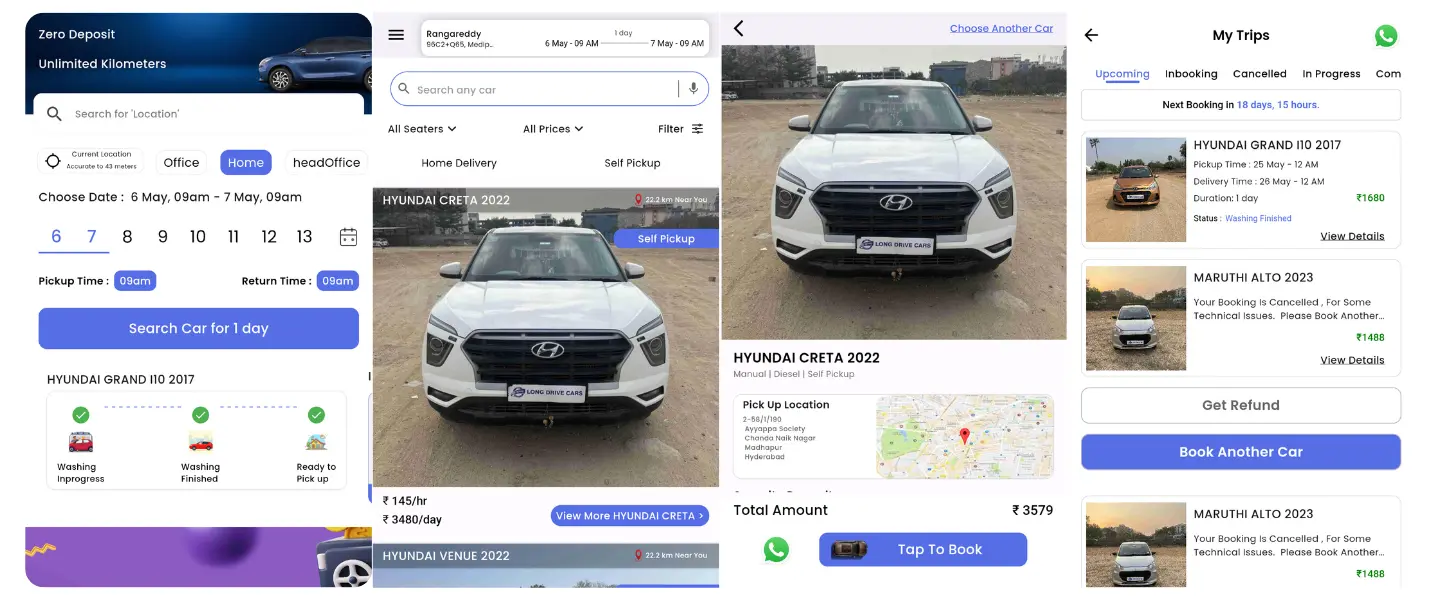 Zero Deposit
Unlimited Kilometers
Search for 'Location'
Current Location
Accurate to 43 meters
Office
Home
headOffice
Choose Date : 6 May, 09am - 7 May, 09am
6 7 8 9 10 11 12 13
Pickup Time : 09am
Return Time : 09am
Search Car for 1 day
HYUNDAI GRAND I10 2017
Washing
Inprogress
Washing
Finished
Ready to
Pick up
Rangareddy
96C2+Q65, Medip..
1 day
6 May - 09 AM
7 May - 09 AM
Search any car
All Seaters
All Prices
Filter
Home Delivery
Self Pickup
HYUNDAI CRETA 2022
22.2 km Near You
Self Pickup
LONG DRIVE CARS
₹ 145/hr
₹ 3480/day
View More HYUNDAI CRETA >
HYUNDAI VENUE 2022
22.2 km Near You
Choose Another Car
LONG DRIVE CARS
HYUNDAI CRETA 2022
Manual | Diesel | Self Pickup
Pick Up Location
2-58/1/190
Ayyappa Society
Chanda Naik Nagar
Madhapur
Hyderabad
Total Amount
₹ 3579
Tap To Book
My Trips
Upcoming
Inbooking
Cancelled
In Progress
Com
Next Booking in 18 days, 15 hours.
HYUNDAI GRAND I10 2017
Pickup Time : 25 May - 12 AM
Delivery Time : 26 May - 12 AM
Duration: 1 day
₹1680
Status : Washing Finished
View Details
MARUTHI ALTO 2023
Your Booking Is Cancelled , For Some
Technical Issues. Please Book Another...
₹1488
View Details
Get Refund
Book Another Car
MARUTHI ALTO 2023
Your Booking Is Cancelled , For Some
Technical Issues. Please Book Another...
₹1488